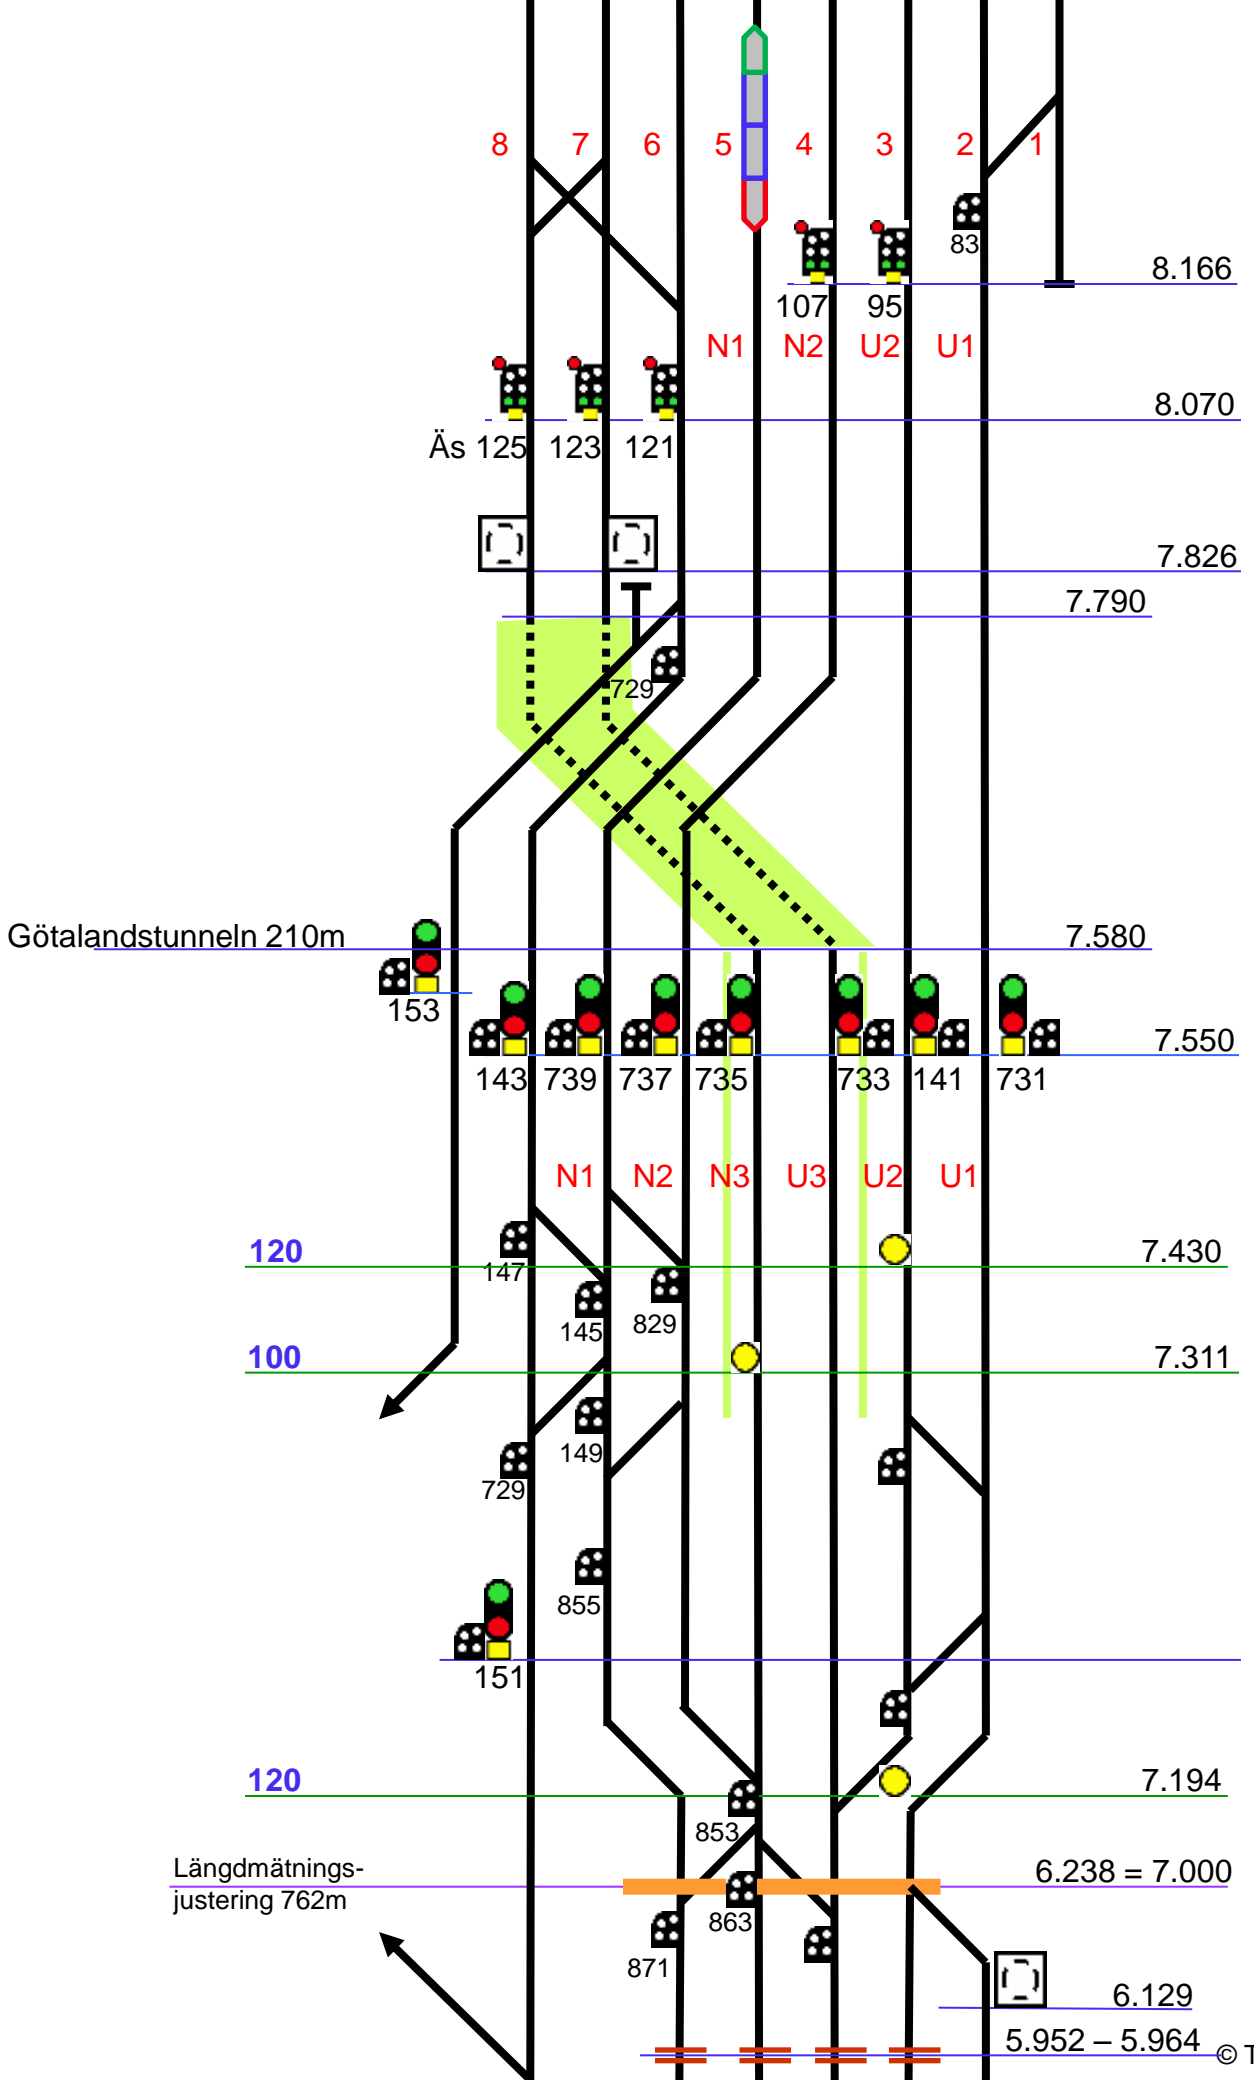 8 7 6 5 4 3 2 1
83
8.166
107 95
N1 N2 U2 U1
8.070
Äs 125 123 121
7.826
7.790
729
Götalandstunneln 210m 7.580
153
7.550
143 739 737 735 733 141 731
N1 N2 N3 U3 U2 U1
120 7.430
147
145 829
100 7.311
149
729
855
151
120 7.194
853
Längdmätnings- 6.238 = 7.000
justering 762m
863
871
6.129
5.952 – 5.964
© T